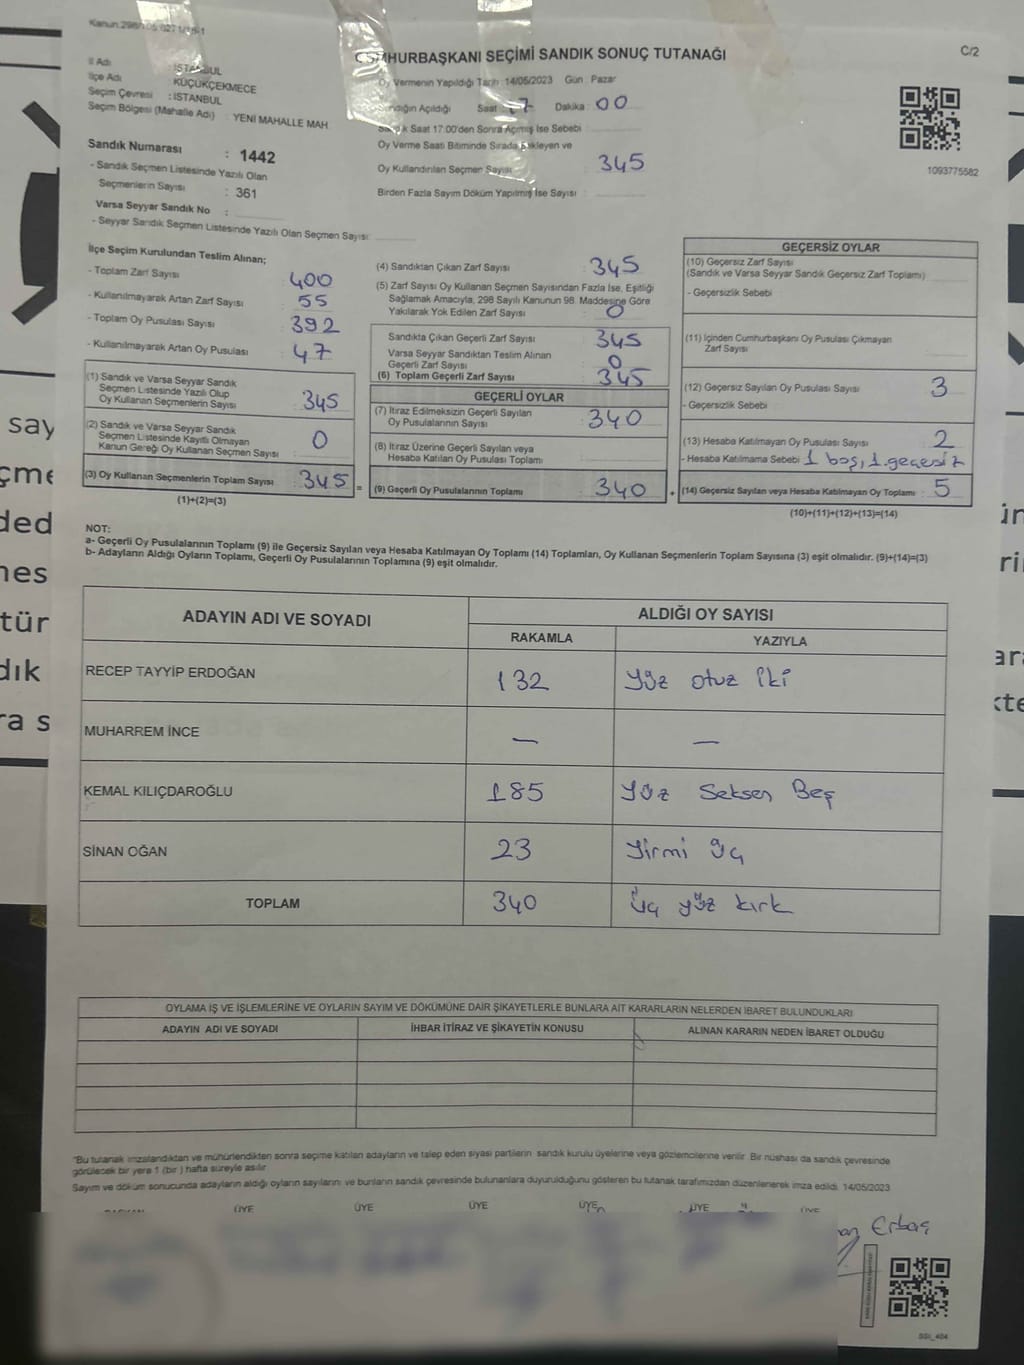 Kanun:298/105
C/2
CUMHURBAŞKANI SEÇİMİ SANDIK SONUÇ TUTANAĞI
İl Adı : İSTANBUL
İlçe Adı : KÜÇÜKÇEKMECE
Seçim Çevresi : İSTANBUL
Seçim Bölgesi (Mahalle Adı) : YENİ MAHALLE MAH
Oy Vermenin Yapıldığı Tarih : 14/05/2023 Gün : Pazar
Sandığın Açıldığı Saat 17 Dakika : 00
Sandık Saat 17:00'den Sonra Açılmış İse Sebebi :
Oy Verme Saati Bitiminde Sırada Bekleyen ve
Oy Kullandırılan Seçmen Sayısı : 345
Birden Fazla Sayım Döküm Yapılmış İse Sayısı :
1093775582
Sandık Numarası : 1442
- Sandık Seçmen Listesinde Yazılı Olan
Seçmenlerin Sayısı : 361
Varsa Seyyar Sandık No :
- Seyyar Sandık Seçmen Listesinde Yazılı Olan Seçmen Sayısı:
İlçe Seçim Kurulundan Teslim Alınan;
- Toplam Zarf Sayısı : 400
- Kullanılmayarak Artan Zarf Sayısı : 55
- Toplam Oy Pusulası Sayısı : 392
- Kullanılmayarak Artan Oy Pusulası : 47
(1) Sandık ve Varsa Seyyar Sandık
Seçmen Listesinde Yazılı Olup
Oy Kullanan Seçmenlerin Sayısı : 345
(2) Sandık ve Varsa Seyyar Sandık
Seçmen Listesinde Kayıtlı Olmayan
Kanun Gereği Oy Kullanan Seçmen Sayısı : 0
(3) Oy Kullanan Seçmenlerin Toplam Sayısı : 345 =
(1)+(2)=(3)
(4) Sandıktan Çıkan Zarf Sayısı : 345
(5) Zarf Sayısı Oy Kullanan Seçmen Sayısından Fazla İse, Eşitliği
Sağlamak Amacıyla, 298 Sayılı Kanunun 98. Maddesine Göre
Yakılarak Yok Edilen Zarf Sayısı : 0
Sandıkta Çıkan Geçerli Zarf Sayısı : 345
Varsa Seyyar Sandıktan Teslim Alınan
Geçerli Zarf Sayısı : 0
(6) Toplam Geçerli Zarf Sayısı : 345
GEÇERLİ OYLAR
(7) İtiraz Edilmeksizin Geçerli Sayılan
Oy Pusulalarının Sayısı : 340
(8) İtiraz Üzerine Geçerli Sayılan veya
Hesaba Katılan Oy Pusulası Toplamı :
(9) Geçerli Oy Pusulalarının Toplamı : 340 +
GEÇERSİZ OYLAR
(10) Geçersiz Zarf Sayısı
(Sandık ve Varsa Seyyar Sandık Geçersiz Zarf Toplamı)
- Geçersizlik Sebebi :
(11) İçinden Cumhurbaşkanı Oy Pusulası Çıkmayan
Zarf Sayısı :
(12) Geçersiz Sayılan Oy Pusulası Sayısı : 3
- Geçersizlik Sebebi :
(13) Hesaba Katılmayan Oy Pusulası Sayısı : 2
- Hesaba Katılmama Sebebi : 1 boş, 1 geçesiz
(14) Geçersiz Sayılan veya Hesaba Katılmayan Oy Toplamı : 5
(10)+(11)+(12)+(13)=(14)
NOT:
a- Geçerli Oy Pusulalarının Toplamı (9) ile Geçersiz Sayılan veya Hesaba Katılmayan Oy Toplamı (14) Toplamları, Oy Kullanan Seçmenlerin Toplam Sayısına (3) eşit olmalıdır. (9)+(14)=(3)
b- Adayların Aldığı Oyların Toplamı, Geçerli Oy Pusulalarının Toplamına (9) eşit olmalıdır.
ADAYIN ADI VE SOYADI
ALDIĞI OY SAYISI
RAKAMLA YAZIYLA
RECEP TAYYİP ERDOĞAN 132 Yüz otuz iki
MUHARREM İNCE — —
KEMAL KILIÇDAROĞLU 185 Yüz Seksen Beş
SİNAN OĞAN 23 Yirmi Üç
TOPLAM 340 Üç yüz kırk
OYLAMA İŞ VE İŞLEMLERİNE VE OYLARIN SAYIM VE DÖKÜMÜNE DAİR ŞİKAYETLERLE BUNLARA AİT KARARLARIN NELERDEN İBARET BULUNDUKLARI
ADAYIN ADI VE SOYADI İHBAR İTİRAZ VE ŞİKAYETİN KONUSU ALINAN KARARIN NEDEN İBARET OLDUĞU
*Bu tutanak imzalandıktan ve mühürlendikten sonra seçime katılan adayların ve talep eden siyasi partilerin sandık kurulu üyelerine veya gözlemcilerine verilir. Bir nüshası da sandık çevresinde
görülecek bir yere 1 (bir) hafta süreyle asılır.
Sayım ve döküm sonucunda adayların aldığı oyların sayılarını ve bunların sandık çevresinde bulunanlara duyurulduğunu gösteren bu tutanak tarafımızdan düzenlenerek imza edildi. 14/05/2023
BAŞKAN ÜYE ÜYE ÜYE ÜYE ÜYE ÜYE
Erbaş
SSI_404